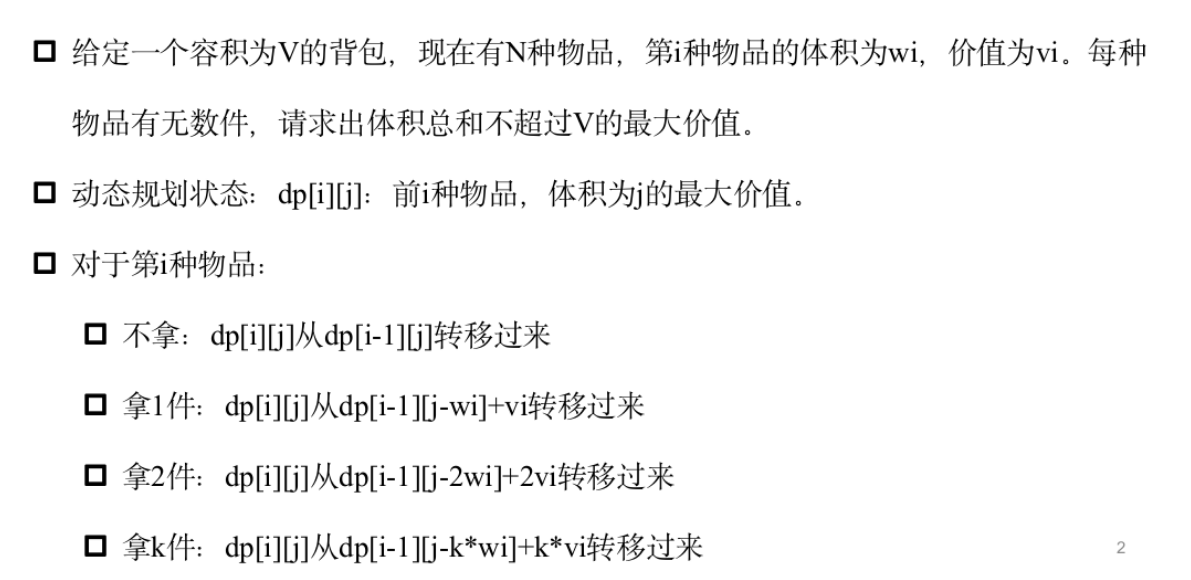 给定一个容积为V的背包，现在有N种物品，第i种物品的体积为wi，价值为vi。每种
物品有无数件，请求出体积总和不超过V的最大价值。
动态规划状态：dp[i][j]：前i种物品，体积为j的最大价值。
对于第i种物品：
不拿：dp[i][j]从dp[i-1][j]转移过来
拿1件：dp[i][j]从dp[i-1][j-wi]+vi转移过来
拿2件：dp[i][j]从dp[i-1][j-2wi]+2vi转移过来
拿k件：dp[i][j]从dp[i-1][j-k*wi]+k*vi转移过来
2